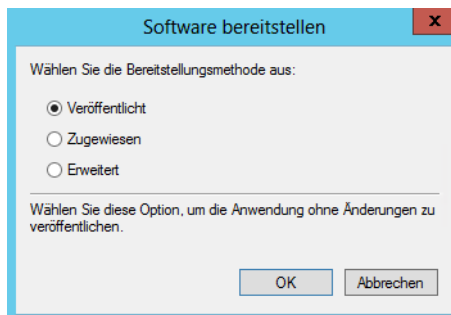 Software bereitstellen
x
Wählen Sie die Bereitstellungsmethode aus:
Veröffentlicht
Zugewiesen
Erweitert
Wählen Sie diese Option, um die Anwendung ohne Änderungen zu
veröffentlichen.
OK Abbrechen